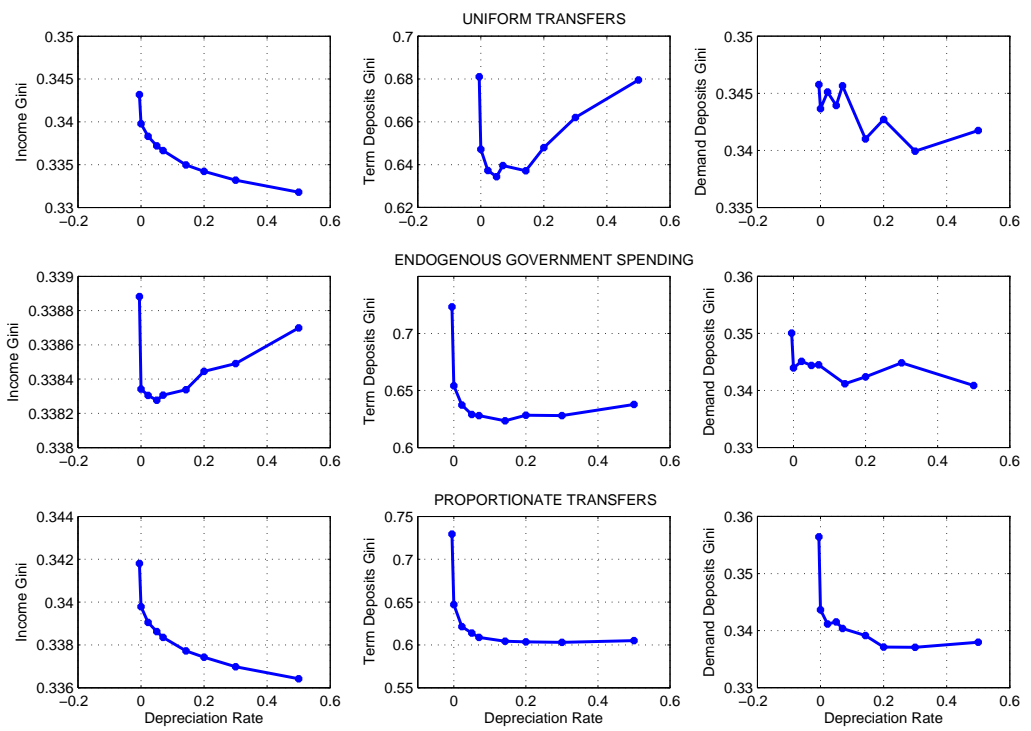 UNIFORM TRANSFERS
Income Gini
0.35
0.345
0.34
0.335
0.33
−0.2 0 0.2 0.4 0.6
Term Deposits Gini
0.7
0.68
0.66
0.64
0.62
−0.2 0 0.2 0.4 0.6
Demand Deposits Gini
0.35
0.345
0.34
0.335
−0.2 0 0.2 0.4 0.6
ENDOGENOUS GOVERNMENT SPENDING
Income Gini
0.339
0.3388
0.3386
0.3384
0.3382
0.338
−0.2 0 0.2 0.4 0.6
Term Deposits Gini
0.7
0.65
0.6
0 0.2 0.4 0.6
Demand Deposits Gini
0.36
0.35
0.34
0.33
0 0.2 0.4 0.6
PROPORTIONATE TRANSFERS
Income Gini
0.344
0.342
0.34
0.338
0.336
−0.2 0 0.2 0.4 0.6
Depreciation Rate
Term Deposits Gini
0.75
0.7
0.65
0.6
0.55
0 0.2 0.4 0.6
Depreciation Rate
Demand Deposits Gini
0.36
0.35
0.34
0.33
−0.2 0 0.2 0.4 0.6
Depreciation Rate